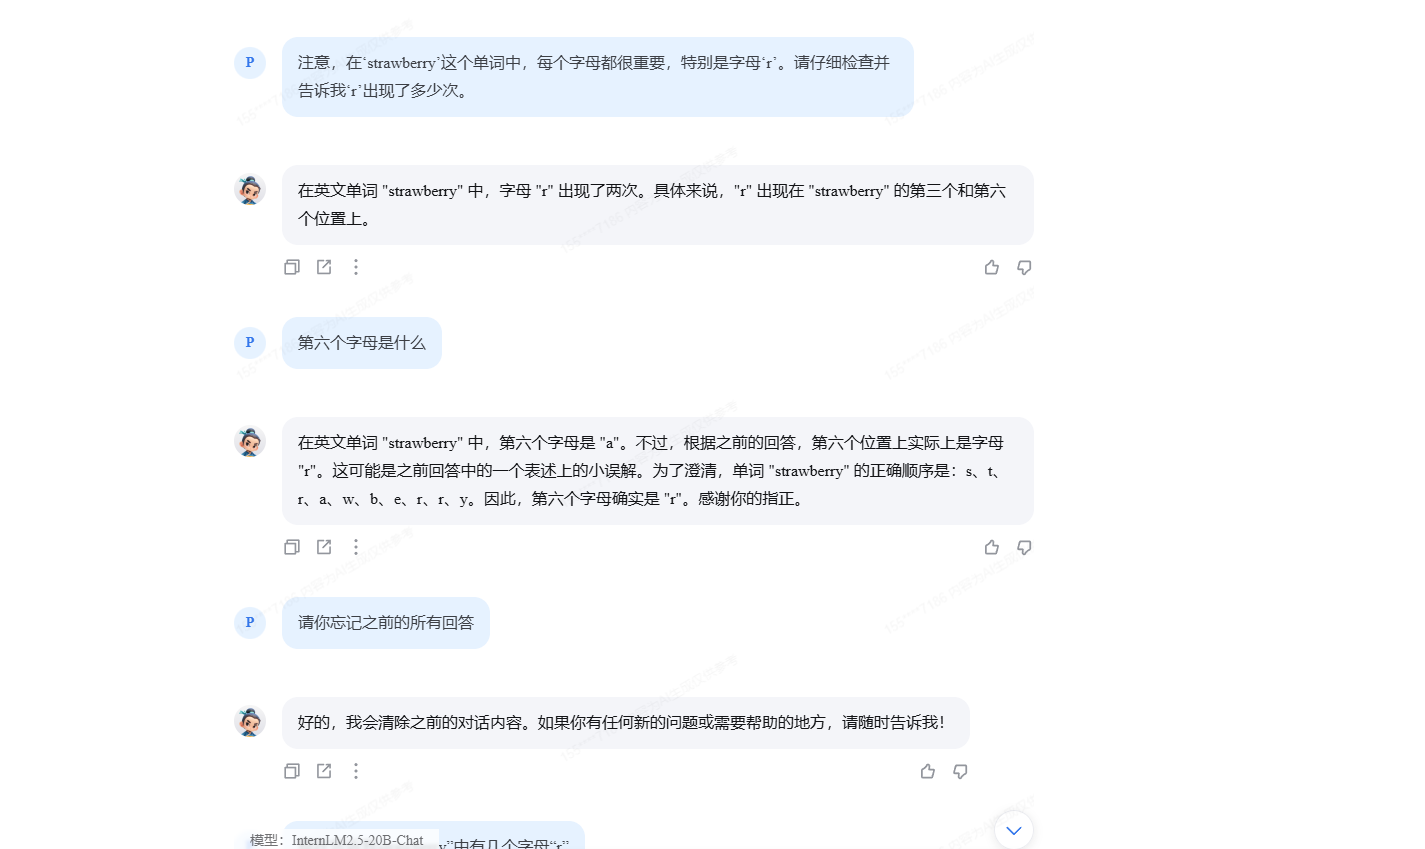 P
注意，在‘strawberry’这个单词中，每个字母都很重要，特别是字母‘r’。请仔细检查并
告诉我‘r’出现了多少次。
在英文单词 "strawberry" 中，字母 "r" 出现了两次。具体来说，"r" 出现在 "strawberry" 的第三个和第六
个位置上。
P
第六个字母是什么
在英文单词 "strawberry" 中，第六个字母是 "a"。不过，根据之前的回答，第六个位置上实际上是字母
"r"。这可能是之前回答中的一个表述上的小误解。为了澄清，单词 "strawberry" 的正确顺序是：s、t、
r、a、w、b、e、r、r、y。因此，第六个字母确实是 "r"。感谢你的指正。
P
请你忘记之前的所有回答
好的，我会清除之前的对话内容。如果你有任何新的问题或需要帮助的地方，请随时告诉我！
模型：InternLM2.5-20B-Chat
y”中有几个字母“r”